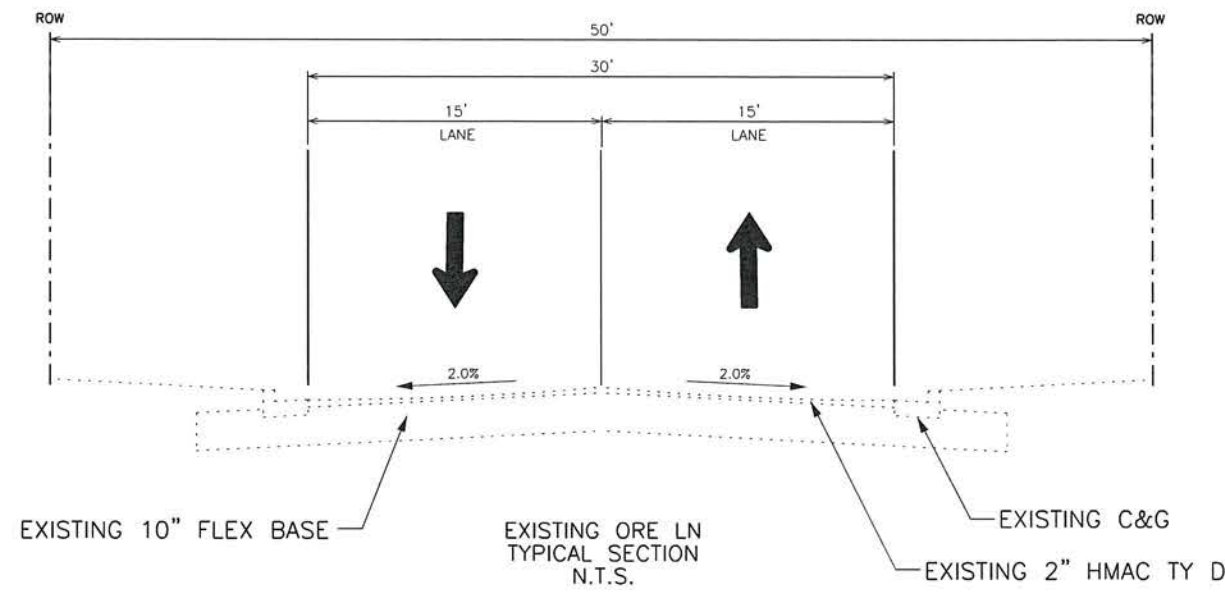 ROW
ROW
50'
30'
15'
15'
LANE
LANE
2.0%
2.0%
EXISTING 10" FLEX BASE
EXISTING ORE LN
TYPICAL SECTION
N.T.S.
EXISTING C&G
EXISTING 2" HMAC TY D